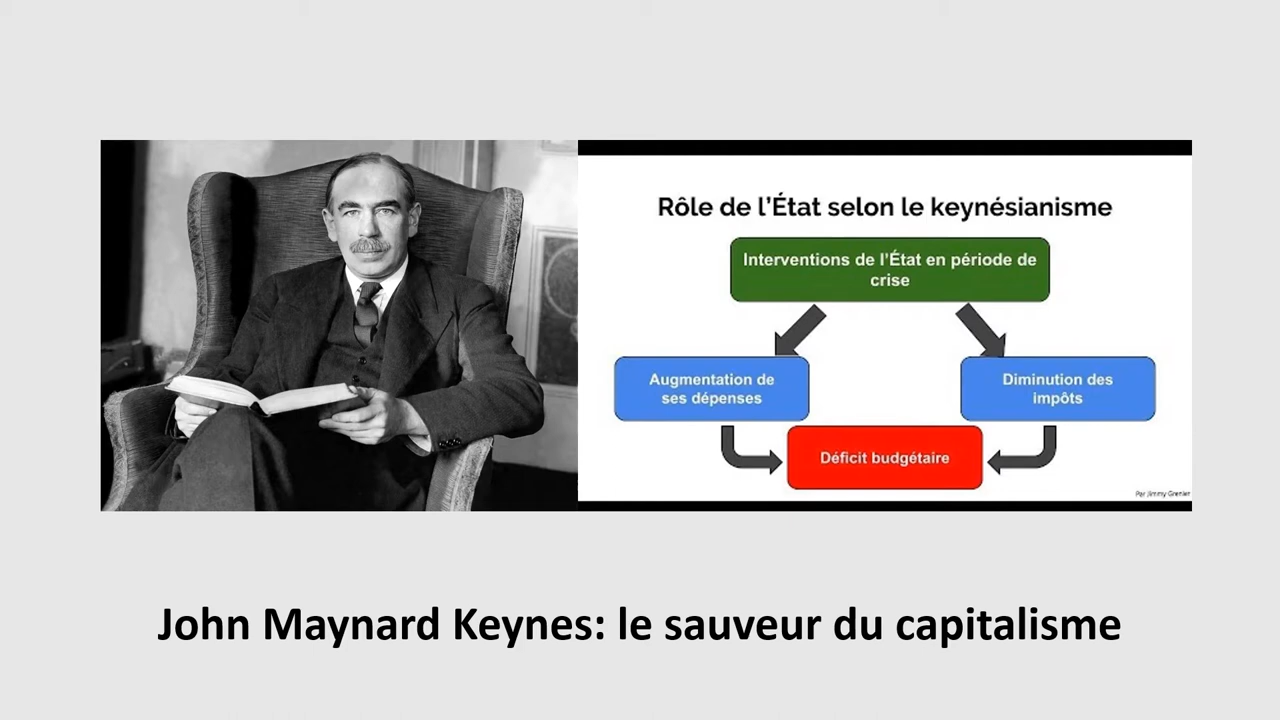 Rôle de l'État selon le keynésianisme
Interventions de l'État en période de
crise
Augmentation de
ses dépenses
Diminution des
impôts
Déficit budgétaire
Par Jimmy Grenier
John Maynard Keynes: le sauveur du capitalisme